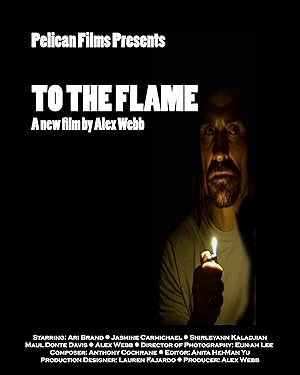 Pelican Films Presents
TO THE FLAME
A new film by Alex Webb
Starring: Ari Brand ● Jasmine Carmichael ● Shirleyann Kaladjian
Maul Donte Davis ● Alex Webb ● Director of Photography: Eunah Lee
Composer: Anthony Cochrane ● Editor: Anita Hei-Man Yu
Production Designer: Lauren Fajardo ● Producer: Alex Webb